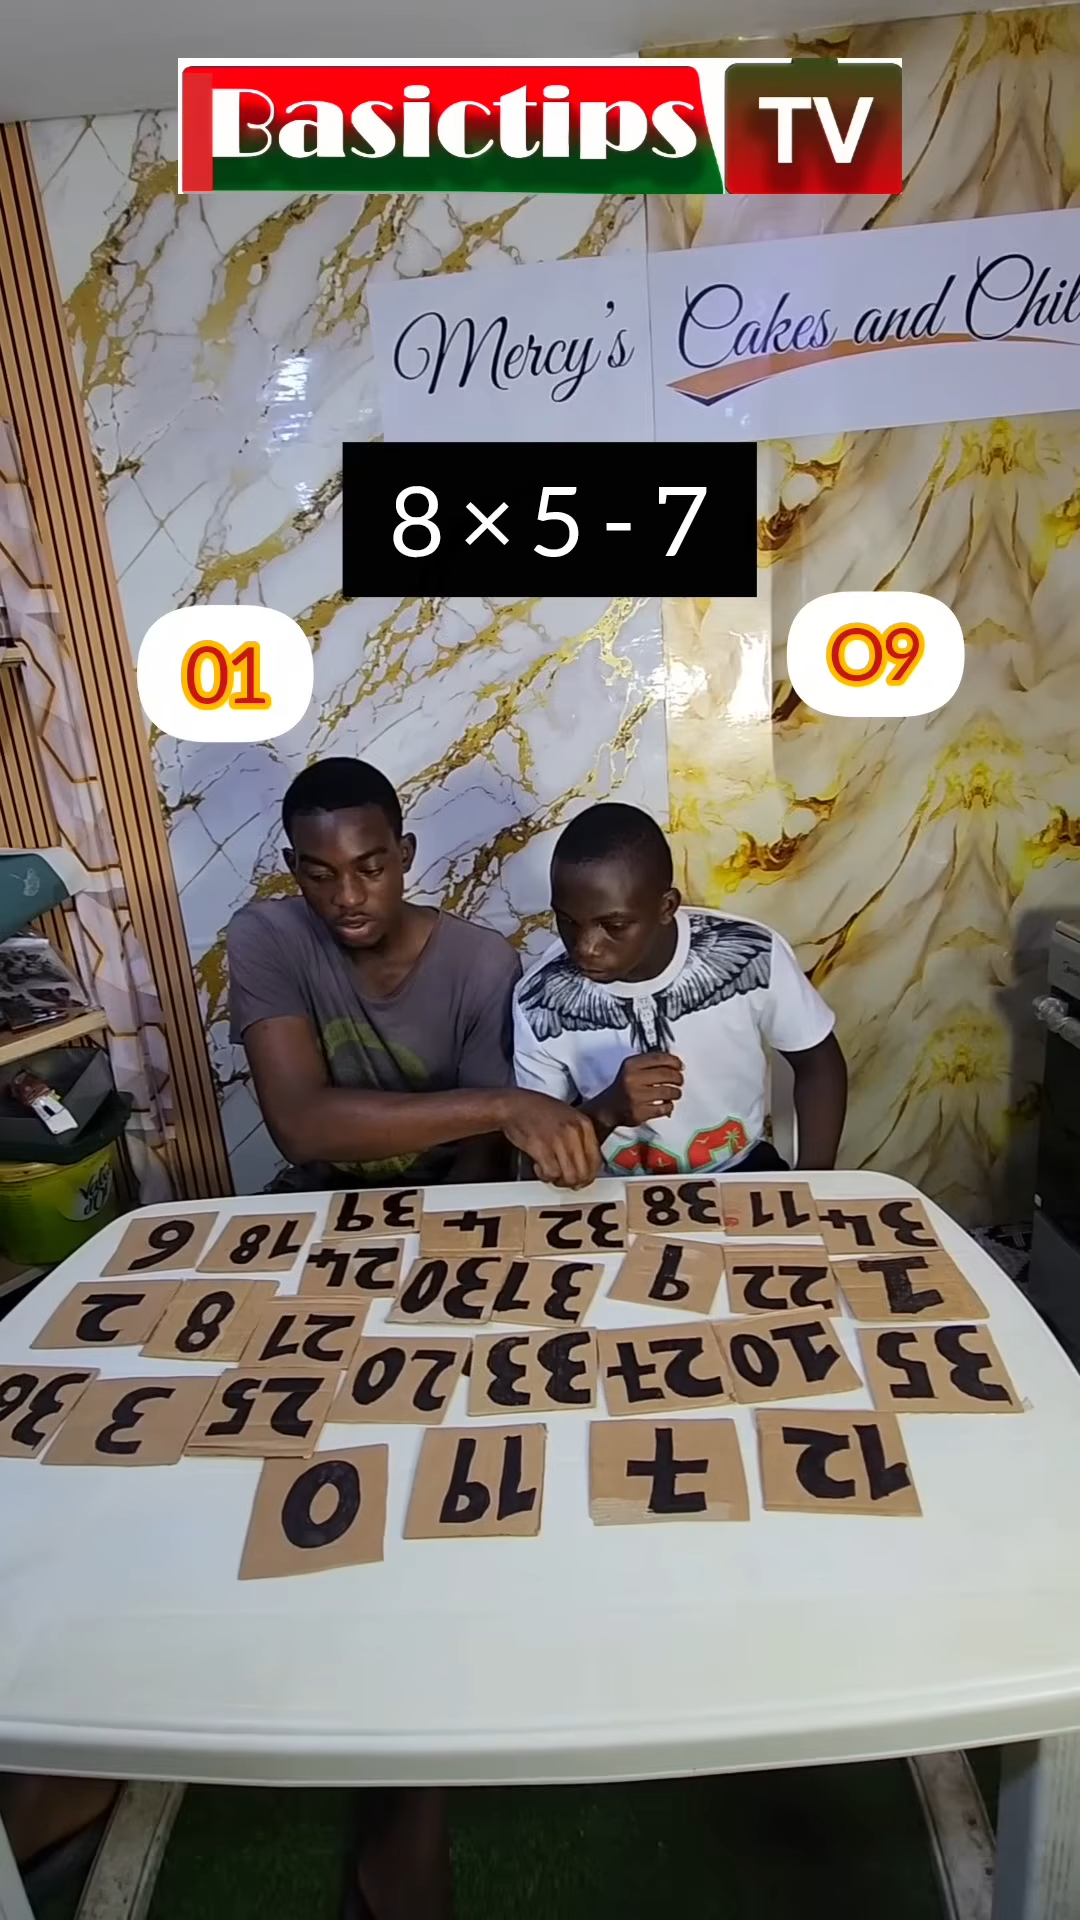 Basictips TV
Mercy's Cakes and Chil
8 × 5 - 7
01 09
6 18 39 4 32 38 11 34
24 30 37 9 22 1
2 8 21 20 33 27 10 35
36 3 25
0 19 7 12